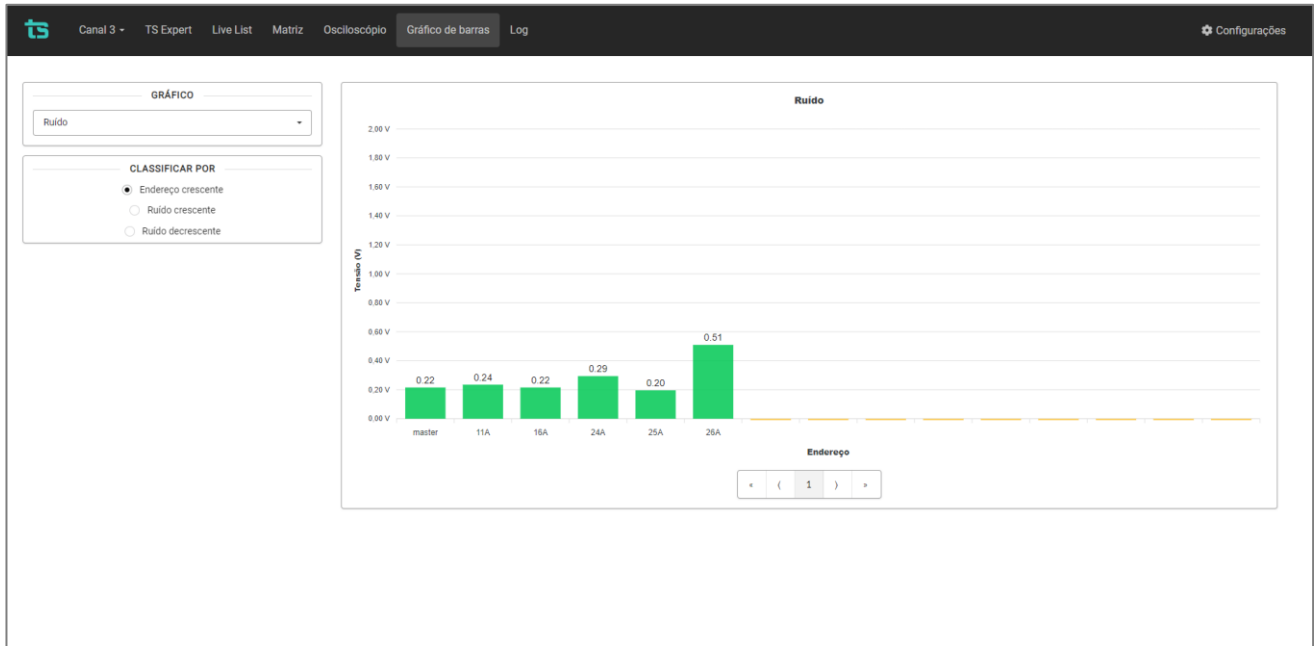 ts Canal 3 TS Expert Live List Matriz Osciloscópio Gráfico de barras Log Configurações
GRÁFICO
Ruído
CLASSIFICAR POR
Endereço crescente
Ruído crescente
Ruído decrescente
Ruído
2,00 V
1,80 V
1,60 V
1,40 V
1,20 V
1,00 V
0,80 V
0,60 V
0,40 V
0,20 V
0,00 V
Tensão (V)
0.22 0.24 0.22 0.29 0.20 0.51
master 11A 16A 24A 25A 26A
Endereço
« ⟨ 1 ⟩ »